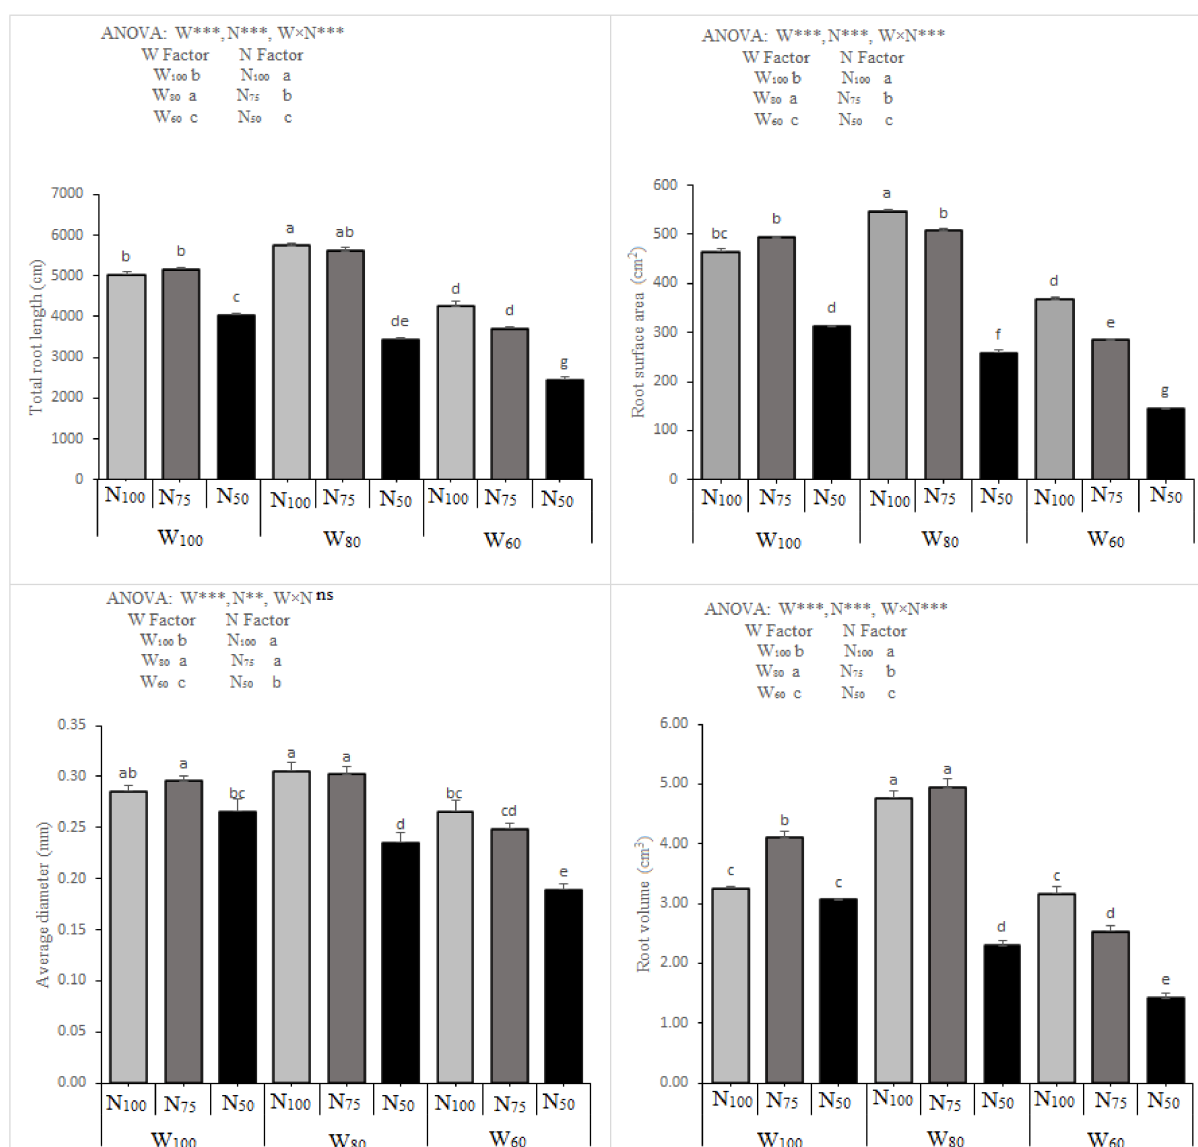 ANOVA: W***, N***, W×N***
W Factor N Factor
W100 b N100 a
W80 a N75 b
W60 c N50 c
Total root length (cm)
7000
6000
5000
4000
3000
2000
1000
0
b b c a ab de d d g
N100 N75 N50 N100 N75 N50 N100 N75 N50
W100 W80 W60
ANOVA: W***, N***, W×N***
W Factor N Factor
W100 b N100 a
W80 a N75 b
W60 c N50 c
Root surface area (cm²)
600
500
400
300
200
100
0
bc b d a b f d e g
N100 N75 N50 N100 N75 N50 N100 N75 N50
W100 W80 W60
ANOVA: W***, N**, W×N ns
W Factor N Factor
W100 b N100 a
W80 a N75 a
W60 c N50 b
Average diameter (mm)
0.35
0.30
0.25
0.20
0.15
0.10
0.05
0.00
ab a bc a a d bc cd e
N100 N75 N50 N100 N75 N50 N100 N75 N50
W100 W80 W60
ANOVA: W***, N***, W×N***
W Factor N Factor
W100 b N100 a
W80 a N75 b
W60 c N50 c
Root volume (cm³)
6.00
5.00
4.00
3.00
2.00
1.00
0.00
c b c a a d c d e
N100 N75 N50 N100 N75 N50 N100 N75 N50
W100 W80 W60